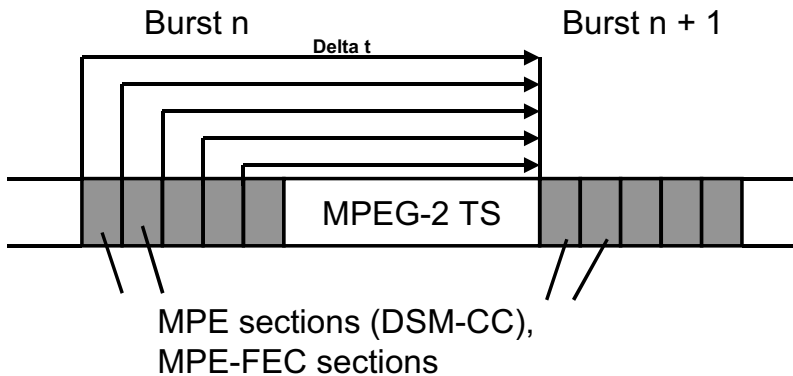 Burst n
Burst n + 1
Delta t
MPEG-2 TS
MPE sections (DSM-CC),
MPE-FEC sections